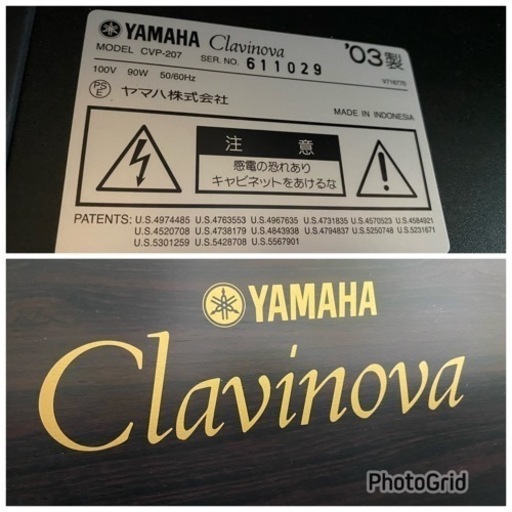 YAMAHA Clavinova '03製
MODEL CVP-207 SER. NO. 611029
100V 90W 50/60Hz
PSE ヤマハ株式会社
MADE IN INDONESIA
注 意
感電の恐れあり
キャビネットをあけるな
PATENTS: U.S.4974485 U.S.4763553 U.S.4967635 U.S.4731835 U.S.4570523 U.S.4584921
U.S.4520708 U.S.4738179 U.S.4843938 U.S.4794837 U.S.5250748 U.S.5231671
U.S.5301259 U.S.5428708 U.S.5567901
YAMAHA
Clavinova
PhotoGrid